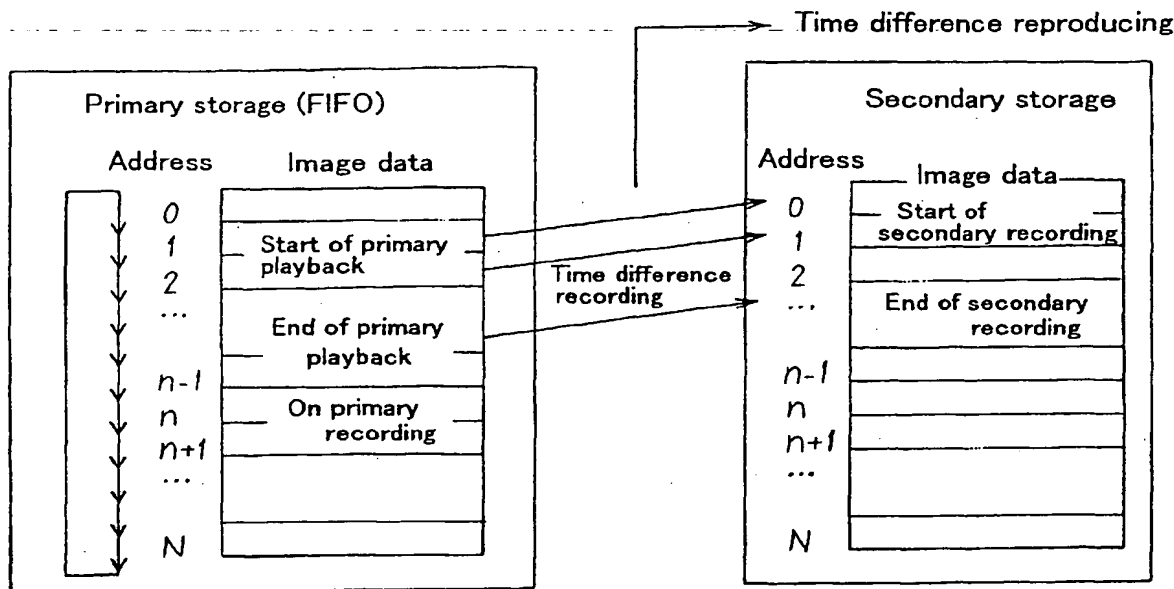 Time difference reproducing
Primary storage (FIFO)
Address
Image data
0
1
2
...
n-1
n
n+1
...
N
Start of primary
playback
End of primary
playback
On primary
recording
Time difference
recording
Secondary storage
Address
Image data
0
1
2
...
n-1
n
n+1
...
N
Start of
secondary recording
End of secondary
recording